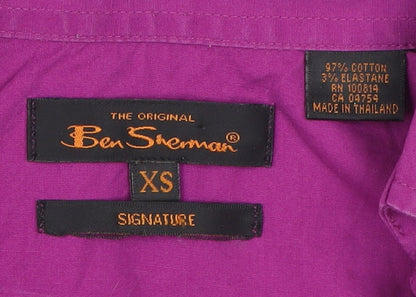 THE ORIGINAL
Ben Sherman®
XS
SIGNATURE
97% COTTON
3% ELASTANE
RN 100814
CA 04754
MADE IN THAILAND